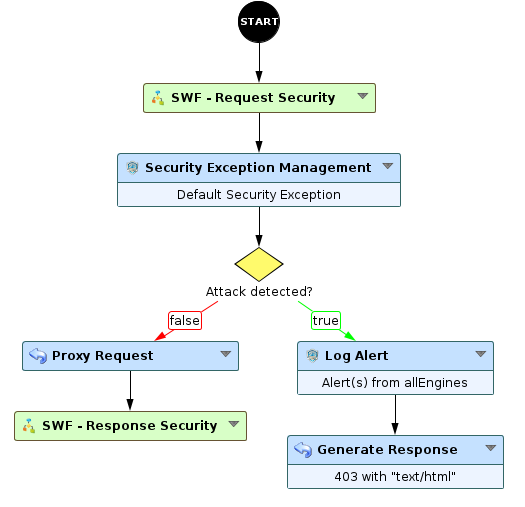 START
SWF - Request Security
Security Exception Management
Default Security Exception
Attack detected?
false
true
Proxy Request
Log Alert
Alert(s) from allEngines
SWF - Response Security
Generate Response
403 with "text/html"